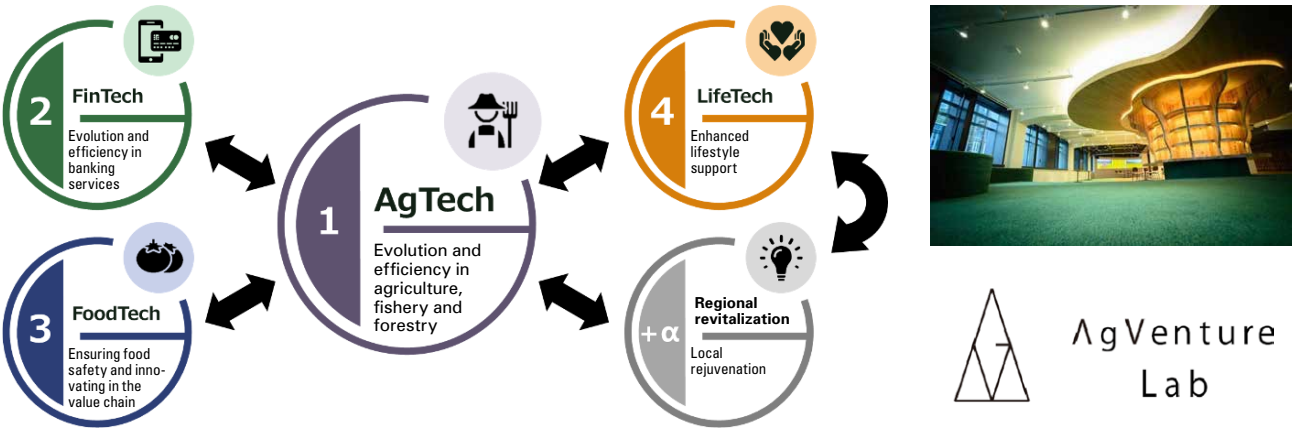 1
AgTech
Evolution and
efficiency in
agriculture,
fishery and
forestry
2
FinTech
Evolution and
efficiency in
banking
services
3
FoodTech
Ensuring food
safety and inno-
vating in the
value chain
4
LifeTech
Enhanced
lifestyle
support
+α
Regional
revitalization
Local
rejuvenation
AgVenture
Lab